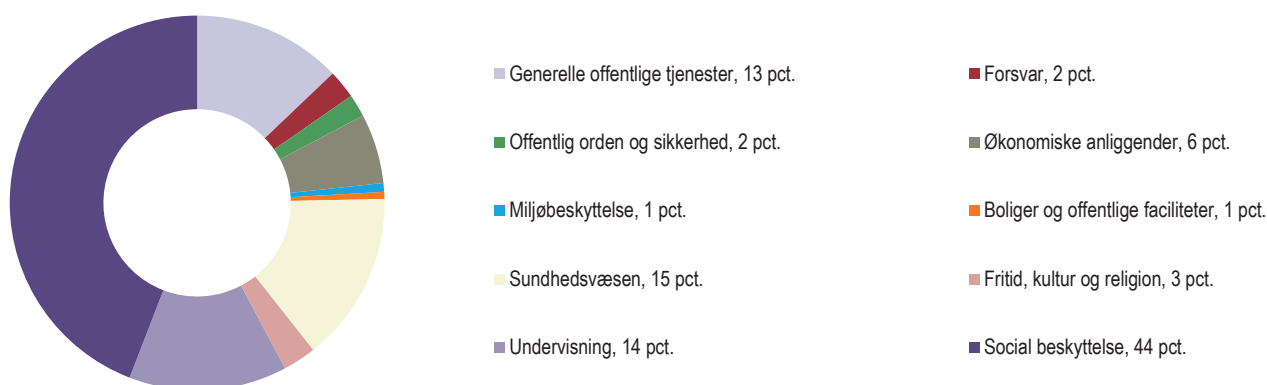 Generelle offentlige tjenester, 13 pct.
Forsvar, 2 pct.
Offentlig orden og sikkerhed, 2 pct.
Økonomiske anliggender, 6 pct.
Miljøbeskyttelse, 1 pct.
Boliger og offentlige faciliteter, 1 pct.
Sundhedsvæsen, 15 pct.
Fritid, kultur og religion, 3 pct.
Undervisning, 14 pct.
Social beskyttelse, 44 pct.